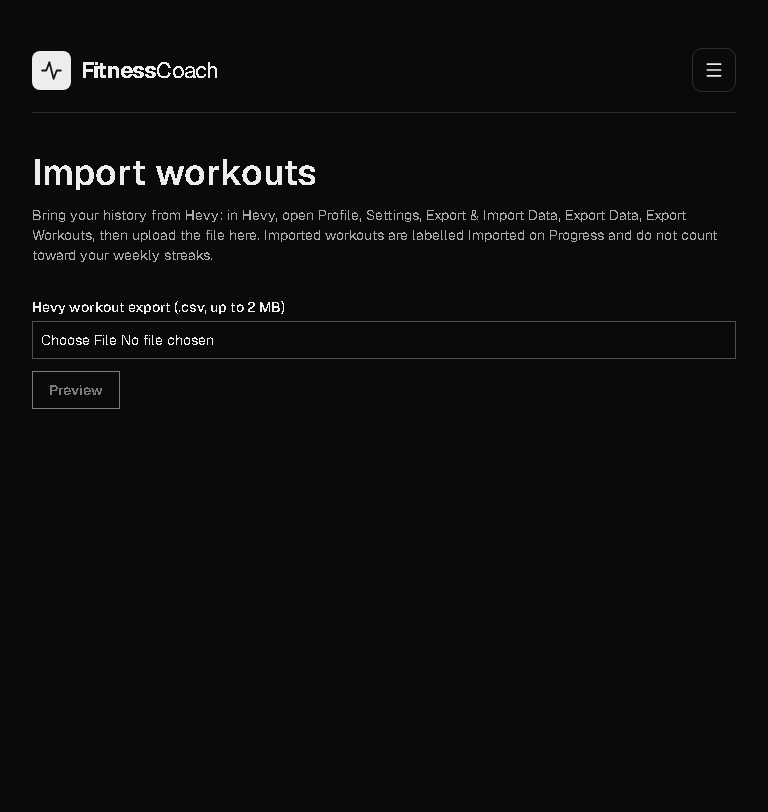 FitnessCoach
Import workouts
Bring your history from Hevy: in Hevy, open Profile, Settings, Export & Import Data, Export Data, Export
Workouts, then upload the file here. Imported workouts are labelled Imported on Progress and do not count
toward your weekly streaks.
Hevy workout export (.csv, up to 2 MB)
Choose File No file chosen
Preview